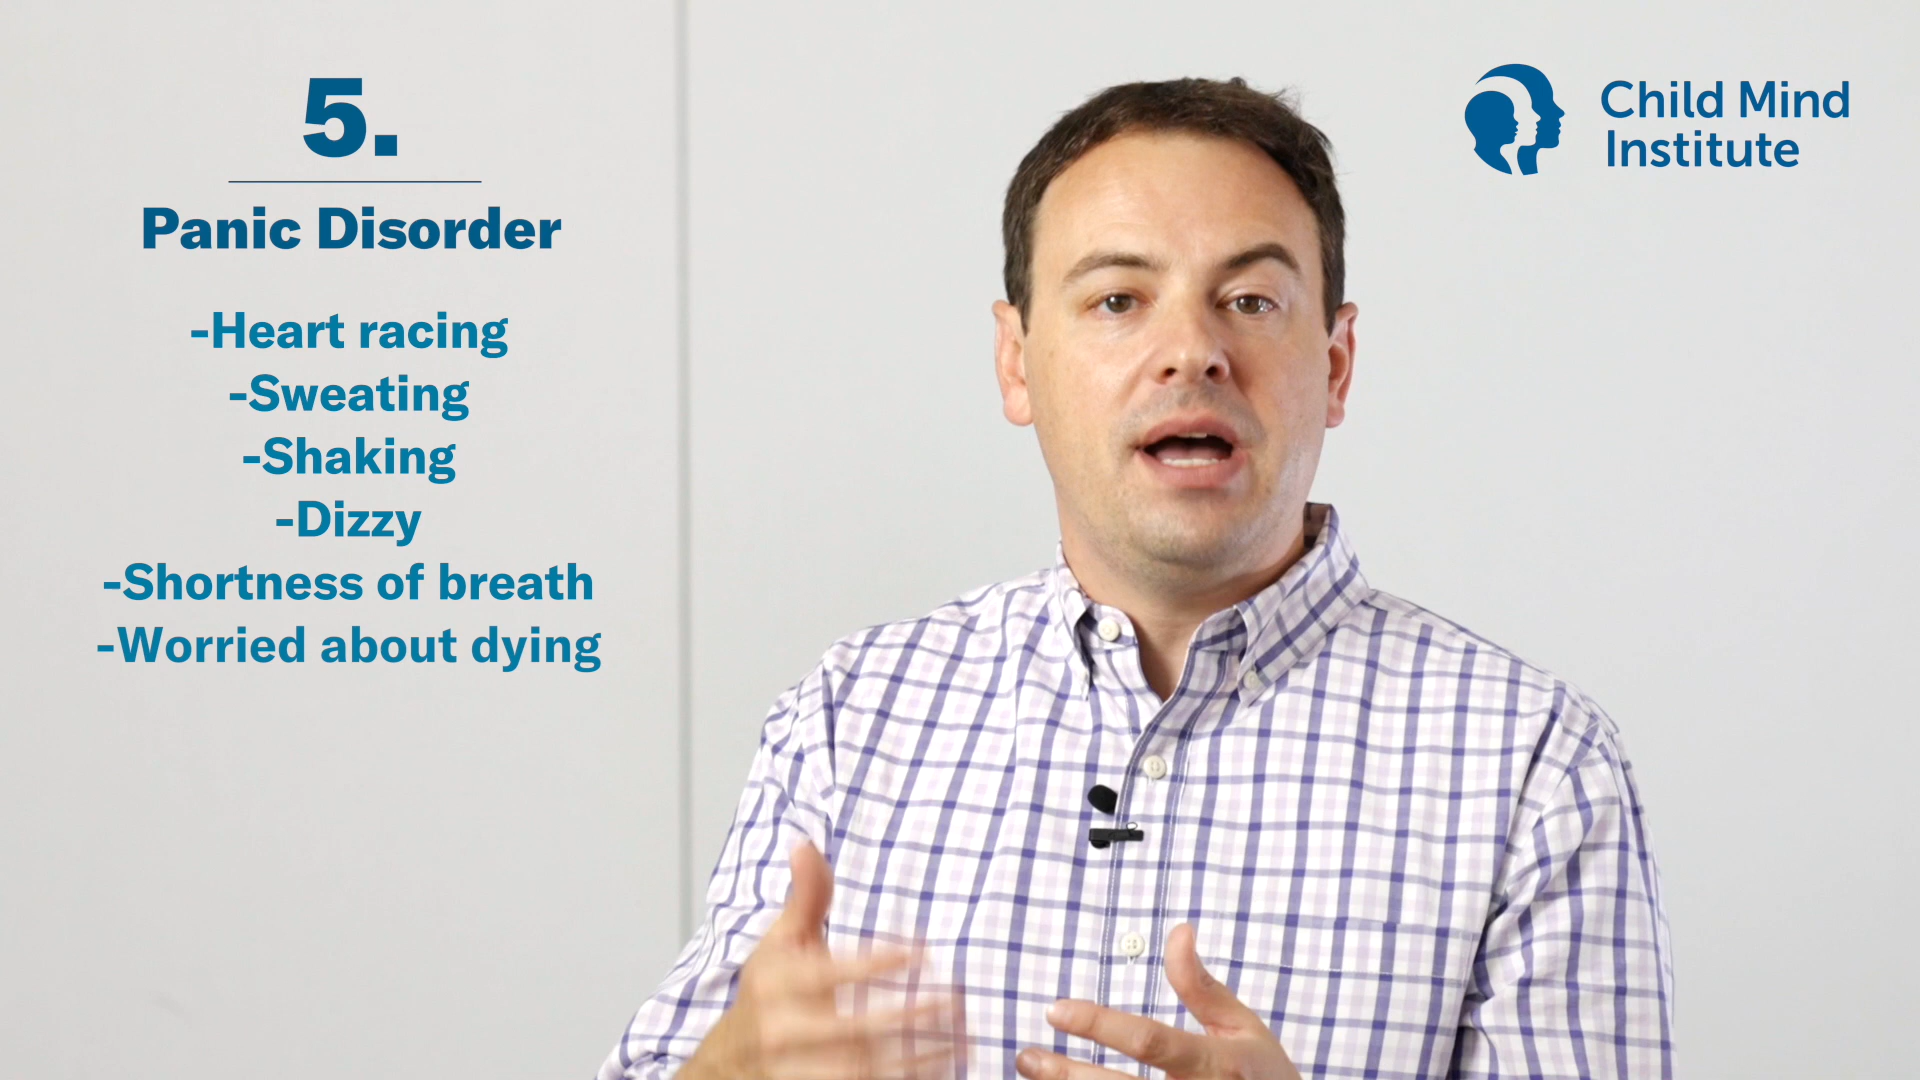 5.
Panic Disorder
-Heart racing
-Sweating
-Shaking
-Dizzy
-Shortness of breath
-Worried about dying
Child Mind
Institute